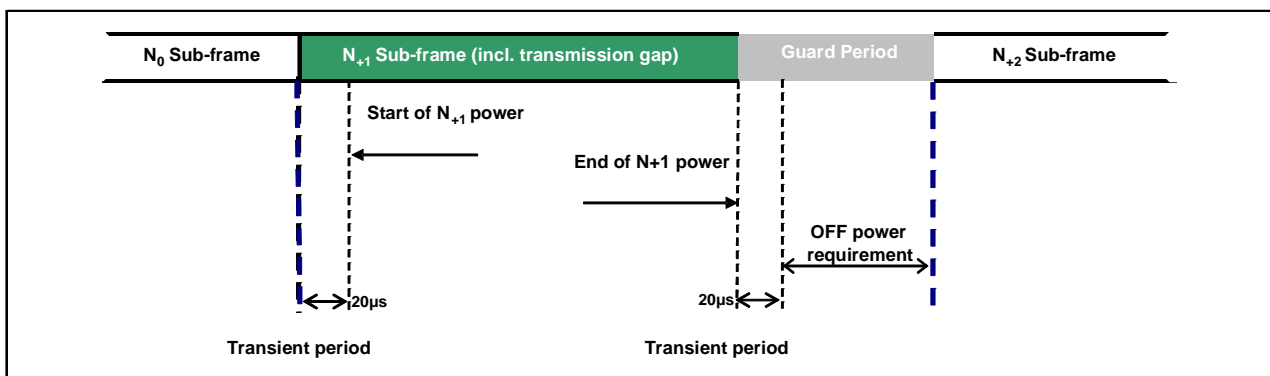 N0 Sub-frame
N+1 Sub-frame (incl. transmission gap)
Guard Period
N+2 Sub-frame
Start of N+1 power
End of N+1 power
OFF power
requirement
20µs
20µs
Transient period
Transient period